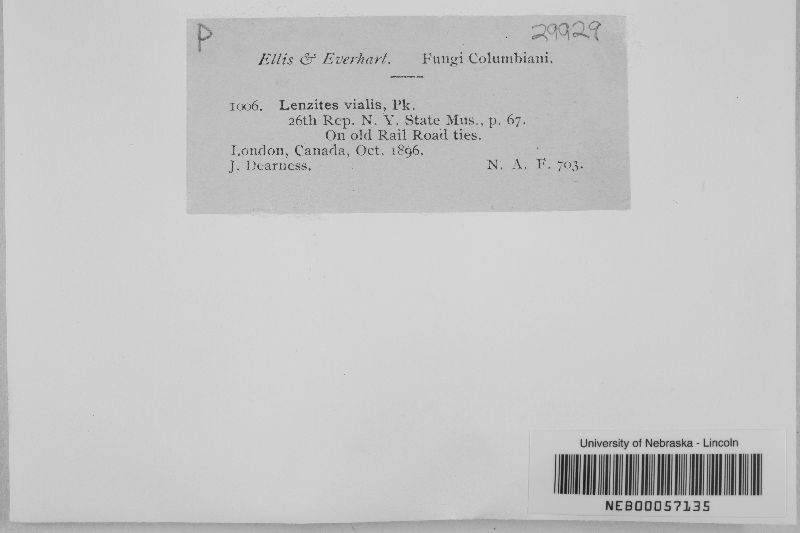 P
29929
Ellis & Everhart. Fungi Columbiani.
1006. Lenzites vialis, Pk.
26th Rep. N. Y. State Mus., p. 67.
On old Rail Road ties.
London, Canada, Oct. 1896.
J. Dearness. N. A. F. 703.
University of Nebraska - Lincoln
NEB00057135